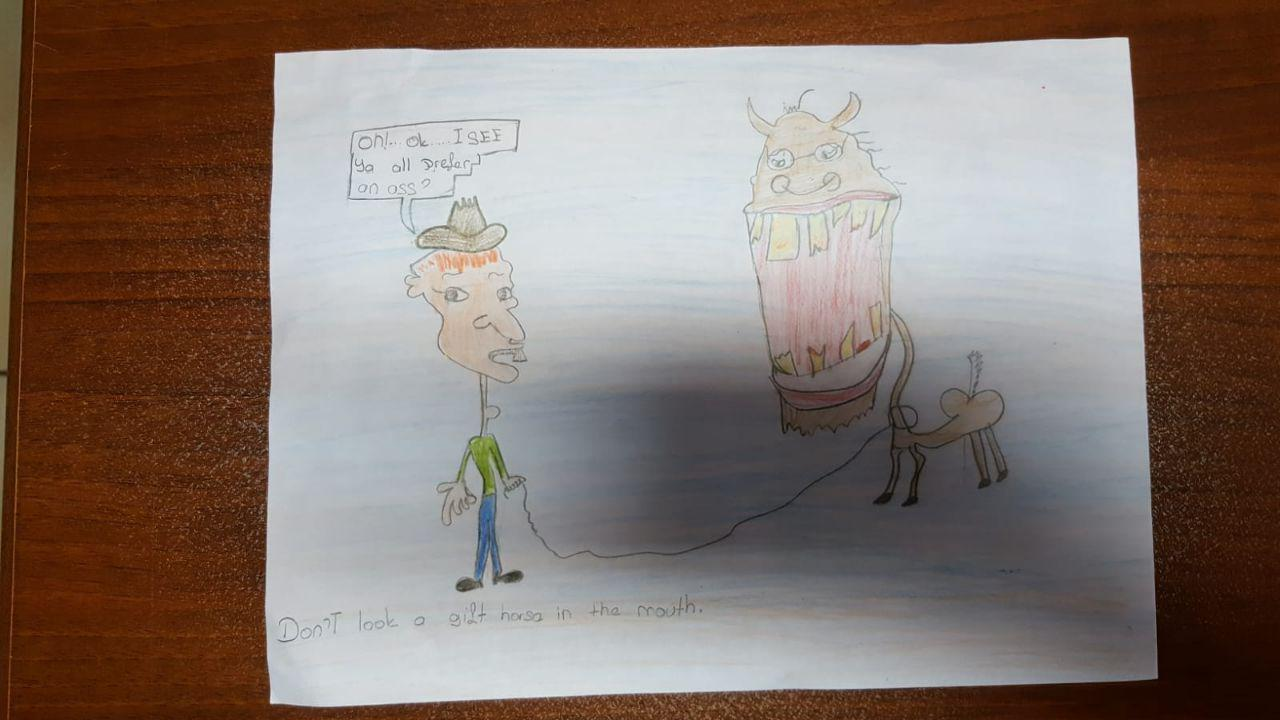 OH!... ok.....I SEE
Ya all prefer
an ass?
Don'T look a gift horse in the mouth.